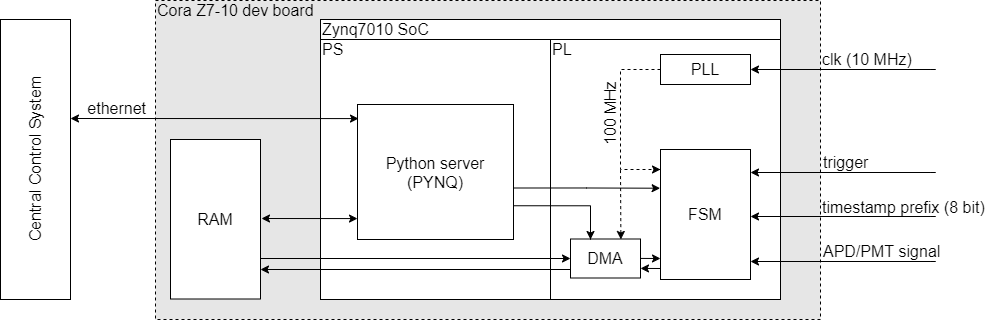 Cora Z7-10 dev board
Zynq7010 SoC
PS
PL
PLL
clk (10 MHz)
100 MHz
ethernet
Central Control System
Python server
(PYNQ)
trigger
RAM
FSM
timestamp prefix (8 bit)
DMA
APD/PMT signal